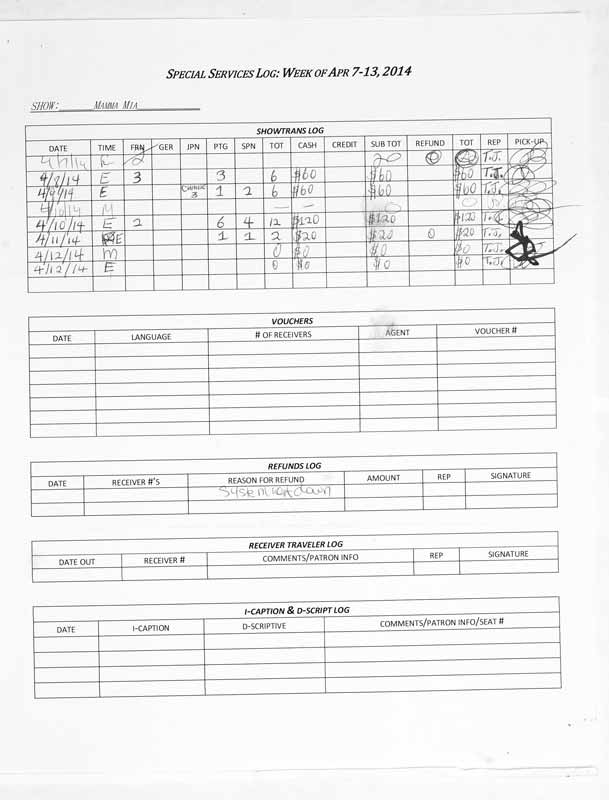 SPECIAL SERVICES LOG: WEEK OF APR 7-13, 2014
SHOW: MAMMA MIA
SHOWTRANS LOG
DATE TIME FRN GER JPN PTG SPN TOT CASH CREDIT SUB TOT REFUND TOT REP PICK-UP
4/7/14 E 2 20 0 T.J.
4/8/14 E 3 3 6 $60 $60 $60 T.J.
4/9/14 E 3 1 2 6 $60 $60 $60 T.J.
4/10/14 M — — 0 0
4/10/14 E 2 6 4 12 $120 $120 $120 T.J.
4/11/14 E 1 1 2 $20 $20 0 $20 T.J.
4/12/14 M 0 $0 $0 $0 T.J.
4/12/14 E 0 $0 $0 $0 T.J.
VOUCHERS
DATE LANGUAGE # OF RECEIVERS AGENT VOUCHER #
REFUNDS LOG
DATE RECEIVER #'S REASON FOR REFUND AMOUNT REP SIGNATURE
down
RECEIVER TRAVELER LOG
DATE OUT RECEIVER # COMMENTS/PATRON INFO REP SIGNATURE
I-CAPTION & D-SCRIPT LOG
DATE I-CAPTION D-SCRIPTIVE COMMENTS/PATRON INFO/SEAT #